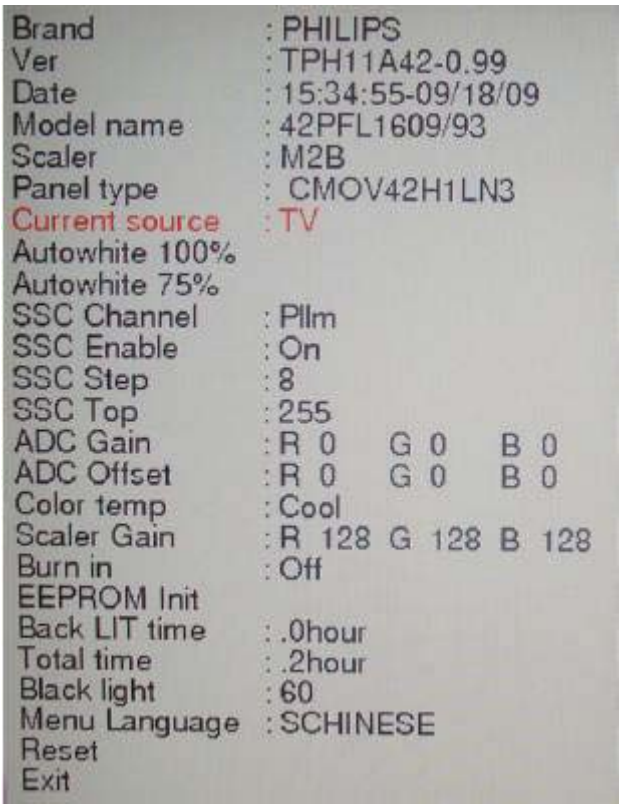 Brand : PHILIPS
Ver : TPH11A42-0.99
Date : 15:34:55-09/18/09
Model name : 42PFL1609/93
Scaler : M2B
Panel type : CMOV42H1LN3
Current source : TV
Autowhite 100%
Autowhite 75%
SSC Channel : Pllm
SSC Enable : On
SSC Step : 8
SSC Top : 255
ADC Gain : R 0 G 0 B 0
ADC Offset : R 0 G 0 B 0
Color temp : Cool
Scaler Gain : R 128 G 128 B 128
Burn in : Off
EEPROM Init
Back LIT time : .0hour
Total time : .2hour
Black light : 60
Menu Language : SCHINESE
Reset
Exit